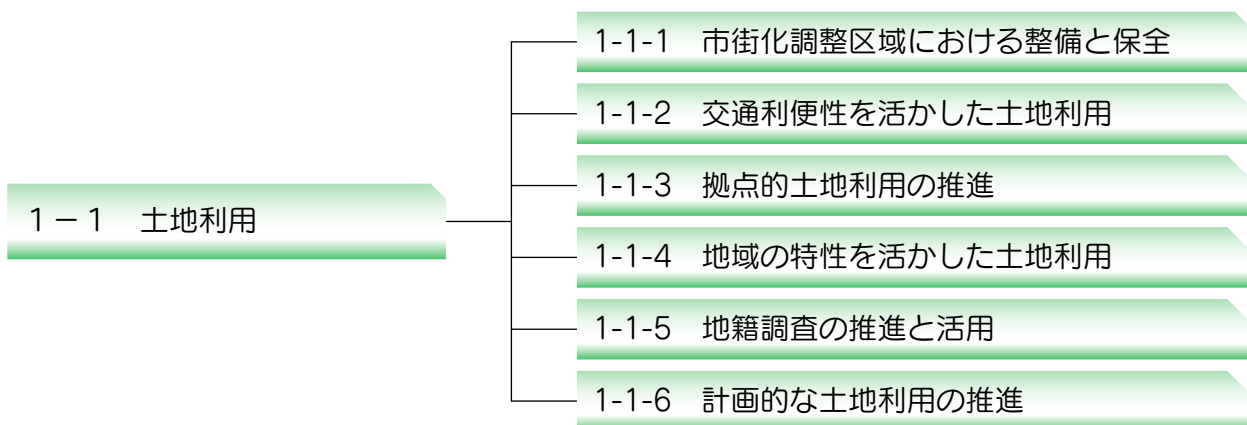 1-1-1 市街化調整区域における整備と保全
1-1-2 交通利便性を活かした土地利用
1-1-3 拠点的土地利用の推進
1－1 土地利用
1-1-4 地域の特性を活かした土地利用
1-1-5 地籍調査の推進と活用
1-1-6 計画的な土地利用の推進